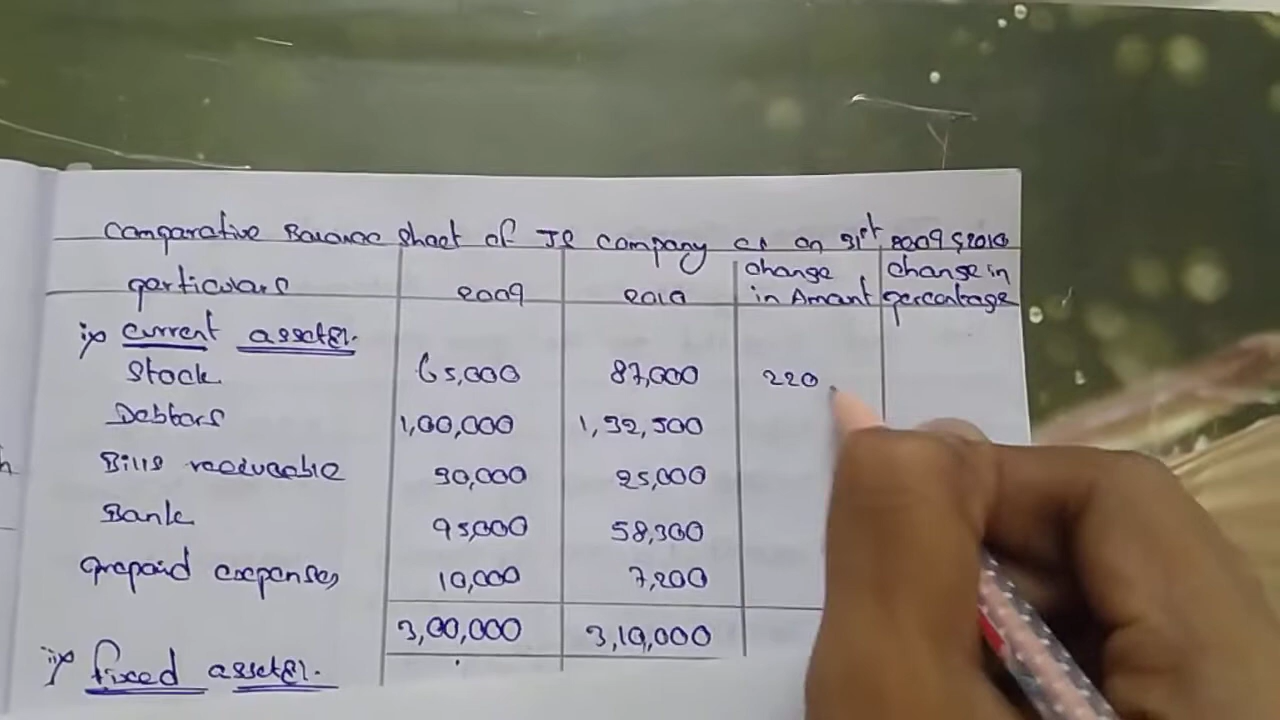 comparative Balance sheet of JR company as on 31st, 2009 & 2010
particulars 2009 2010 change in Amount change in percentage
i) current assets.
Stock 65,000 87,000 220
Debtors 1,00,000 1,32,500
Bills receivable 30,000 25,000
Bank 95,000 58,300
prepaid expenses 10,000 7,200
3,00,000 3,10,000
fixed assets.